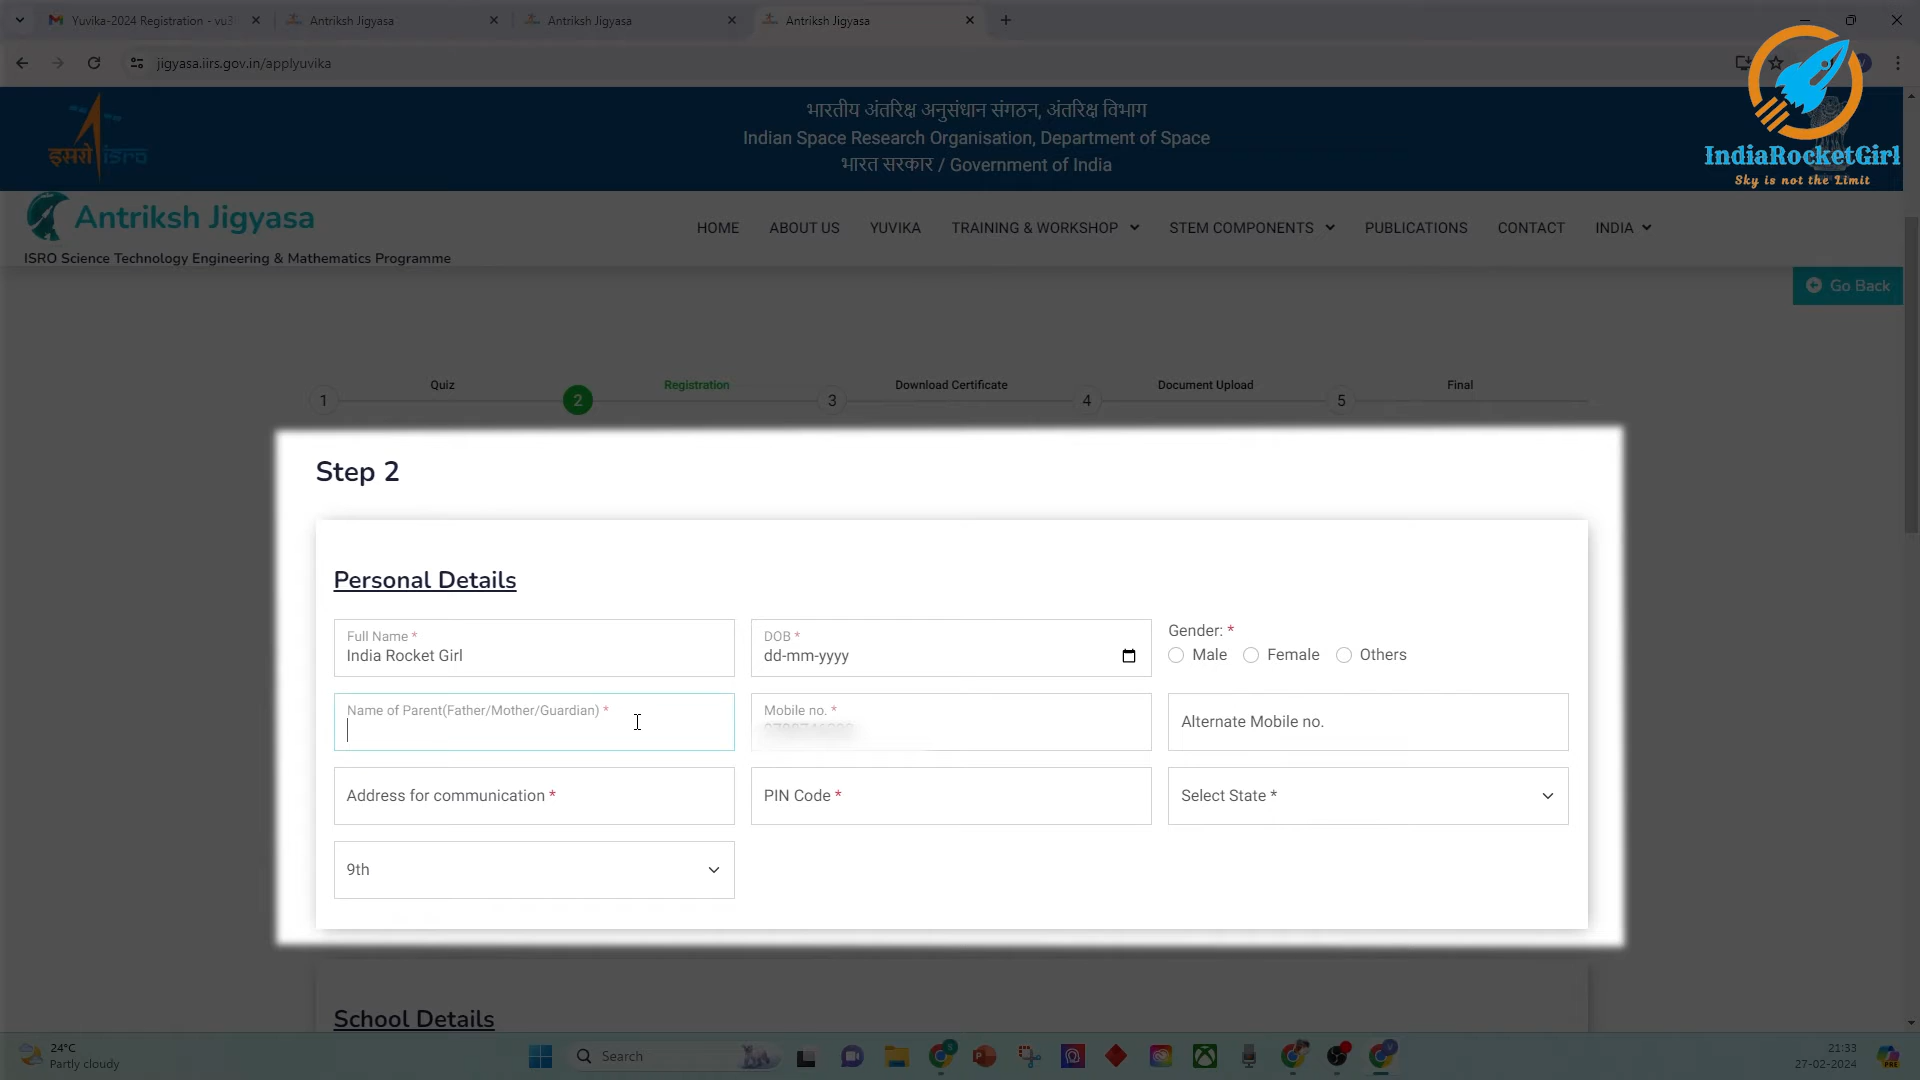 Yuvika-2024 Registration - vu3
Antriksh Jigyasa
Antriksh Jigyasa
Antriksh Jigyasa
jigyasa.iirs.gov.in/applyuvika
भारतीय अंतरिक्ष अनुसंधान संगठन, अंतरिक्ष विभाग
Indian Space Research Organisation, Department of Space
भारत सरकार / Government of India
इसरो isro
IndiaRocketGirl
Sky is not the Limit
Antriksh Jigyasa
ISRO Science Technology Engineering & Mathematics Programme
HOME
ABOUT US
YUVIKA
TRAINING & WORKSHOP
STEM COMPONENTS
PUBLICATIONS
CONTACT
INDIA
Go Back
Quiz
Registration
Download Certificate
Document Upload
Final
1
2
3
4
5
Step 2
Personal Details
Full Name *
India Rocket Girl
DOB *
dd-mm-yyyy
Gender: *
Male
Female
Others
Name of Parent(Father/Mother/Guardian) *
Mobile no. *
Alternate Mobile no.
Address for communication *
PIN Code *
Select State *
9th
School Details
24°C
Partly cloudy
Search
21:33
27-02-2024